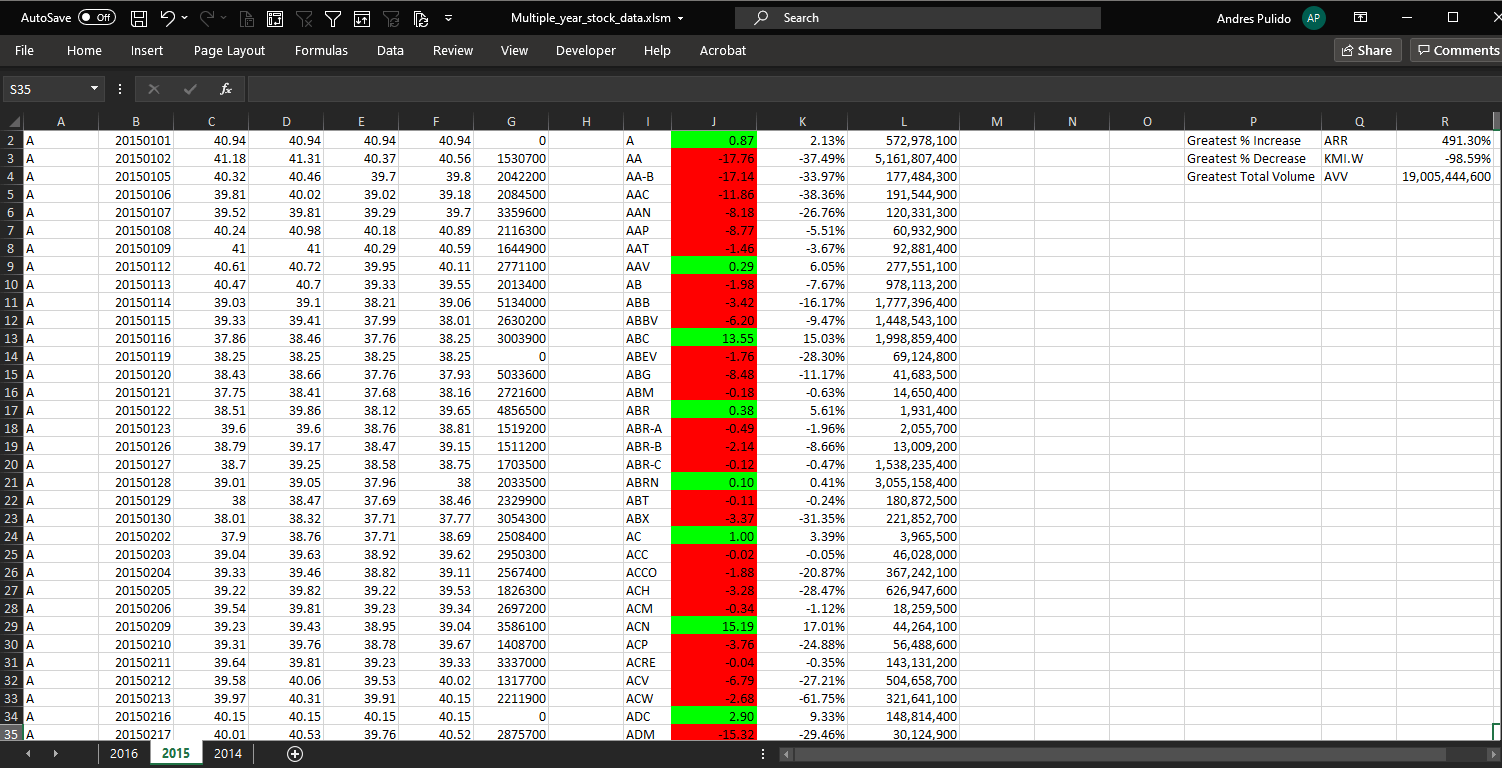 AutoSave Off Multiple_year_stock_data.xlsm Search Andres Pulido AP
File Home Insert Page Layout Formulas Data Review View Developer Help Acrobat Share Comments
S35 fx
A B C D E F G H I J K L M N O P Q R
2 A 20150101 40.94 40.94 40.94 40.94 0 A 0.87 2.13% 572,978,100 Greatest % Increase ARR 491.30%
3 A 20150102 41.18 41.31 40.37 40.56 1530700 AA -17.76 -37.49% 5,161,807,400 Greatest % Decrease KMI.W -98.59%
4 A 20150105 40.32 40.46 39.7 39.8 2042200 AA-B -17.14 -33.97% 177,484,300 Greatest Total Volume AVV 19,005,444,600
5 A 20150106 39.81 40.02 39.02 39.18 2084500 AAC -11.86 -38.36% 191,544,900
6 A 20150107 39.52 39.81 39.29 39.7 3359600 AAN -8.18 -26.76% 120,331,300
7 A 20150108 40.24 40.98 40.18 40.89 2116300 AAP -8.77 -5.51% 60,932,900
8 A 20150109 41 41 40.29 40.59 1644900 AAT -1.46 -3.67% 92,881,400
9 A 20150112 40.61 40.72 39.95 40.11 2771100 AAV 0.29 6.05% 277,551,100
10 A 20150113 40.47 40.7 39.33 39.55 2013400 AB -1.98 -7.67% 978,113,200
11 A 20150114 39.03 39.1 38.21 39.06 5134000 ABB -3.42 -16.17% 1,777,396,400
12 A 20150115 39.33 39.41 37.99 38.01 2630200 ABBV -6.20 -9.47% 1,448,543,100
13 A 20150116 37.86 38.46 37.76 38.25 3003900 ABC 13.55 15.03% 1,998,859,400
14 A 20150119 38.25 38.25 38.25 38.25 0 ABEV -1.76 -28.30% 69,124,800
15 A 20150120 38.43 38.66 37.76 37.93 5033600 ABG -8.48 -11.17% 41,683,500
16 A 20150121 37.75 38.41 37.68 38.16 2721600 ABM -0.18 -0.63% 14,650,400
17 A 20150122 38.51 39.86 38.12 39.65 4856500 ABR 0.38 5.61% 1,931,400
18 A 20150123 39.6 39.6 38.76 38.81 1519200 ABR-A -0.49 -1.96% 2,055,700
19 A 20150126 38.79 39.17 38.47 39.15 1511200 ABR-B -2.14 -8.66% 13,009,200
20 A 20150127 38.7 39.25 38.58 38.75 1703500 ABR-C -0.12 -0.47% 1,538,235,400
21 A 20150128 39.01 39.05 37.96 38 2033500 ABRN 0.10 0.41% 3,055,158,400
22 A 20150129 38 38.47 37.69 38.46 2329900 ABT -0.11 -0.24% 180,872,500
23 A 20150130 38.01 38.32 37.71 37.77 3054300 ABX -3.37 -31.35% 221,852,700
24 A 20150202 37.9 38.76 37.71 38.69 2508400 AC 1.00 3.39% 3,965,500
25 A 20150203 39.04 39.63 38.92 39.62 2950300 ACC -0.02 -0.05% 46,028,000
26 A 20150204 39.33 39.46 38.82 39.11 2567400 ACCO -1.88 -20.87% 367,242,100
27 A 20150205 39.22 39.82 39.22 39.53 1826300 ACH -3.28 -28.47% 626,947,600
28 A 20150206 39.54 39.81 39.23 39.34 2697200 ACM -0.34 -1.12% 18,259,500
29 A 20150209 39.23 39.43 38.95 39.04 3586100 ACN 15.19 17.01% 44,264,100
30 A 20150210 39.31 39.76 38.78 39.67 1408700 ACP -3.76 -24.88% 56,488,600
31 A 20150211 39.64 39.81 39.23 39.33 3337000 ACRE -0.04 -0.35% 143,131,200
32 A 20150212 39.58 40.06 39.53 40.02 1317700 ACV -6.79 -27.21% 504,658,700
33 A 20150213 39.97 40.31 39.91 40.15 2211900 ACW -2.68 -61.75% 321,641,100
34 A 20150216 40.15 40.15 40.15 40.15 0 ADC 2.90 9.33% 148,814,400
35 A 20150217 40.01 40.53 39.76 40.52 2875700 ADM -15.32 -29.46% 30,124,900
2016 2015 2014